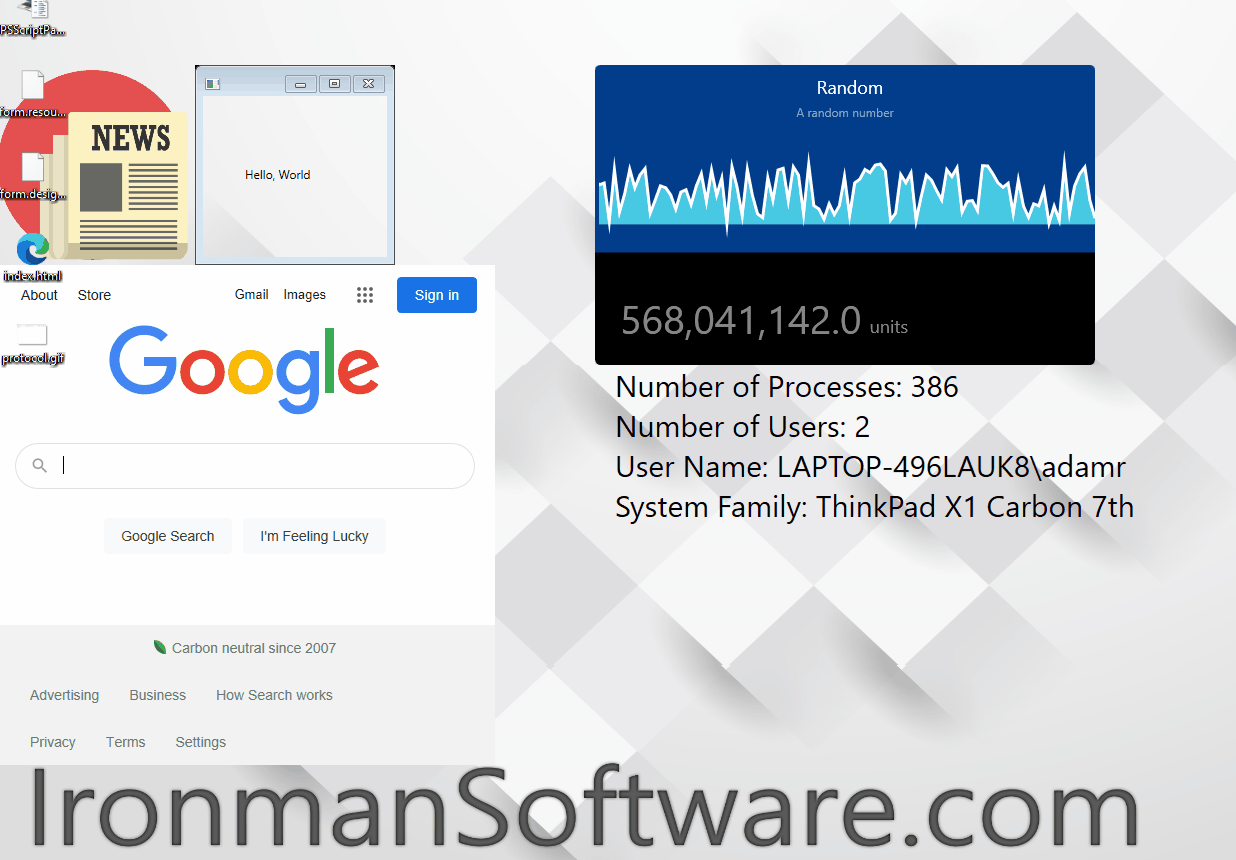 PSScriptPa...
form.resou...
form.desig...
index.html
protocol.gif
NEWS
Hello, World
About Store Gmail Images Sign in
Google
Google Search I'm Feeling Lucky
Carbon neutral since 2007
Advertising Business How Search works
Privacy Terms Settings
Random
A random number
568,041,142.0 units
Number of Processes: 386
Number of Users: 2
User Name: LAPTOP-496LAUK8\adamr
System Family: ThinkPad X1 Carbon 7th
IronmanSoftware.com